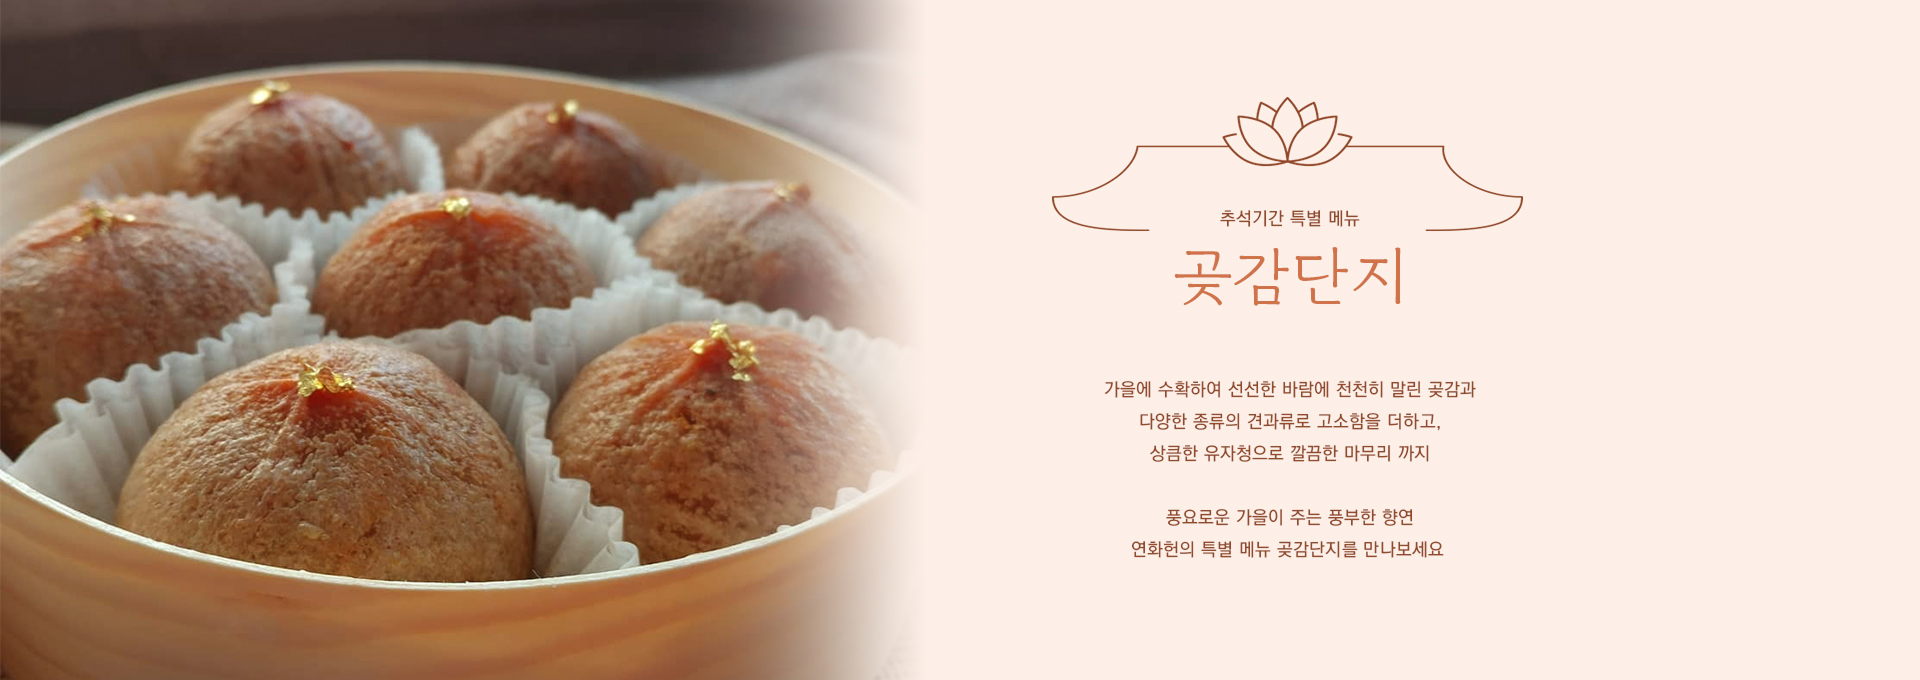 추석기간 특별 메뉴
곶감단지
가을에 수확하여 선선한 바람에 천천히 말린 곶감과
다양한 종류의 견과류로 고소함을 더하고,
상큼한 유자청으로 깔끔한 마무리 까지
풍요로운 가을이 주는 풍부한 향연
연화헌의 특별 메뉴 곶감단지를 만나보세요